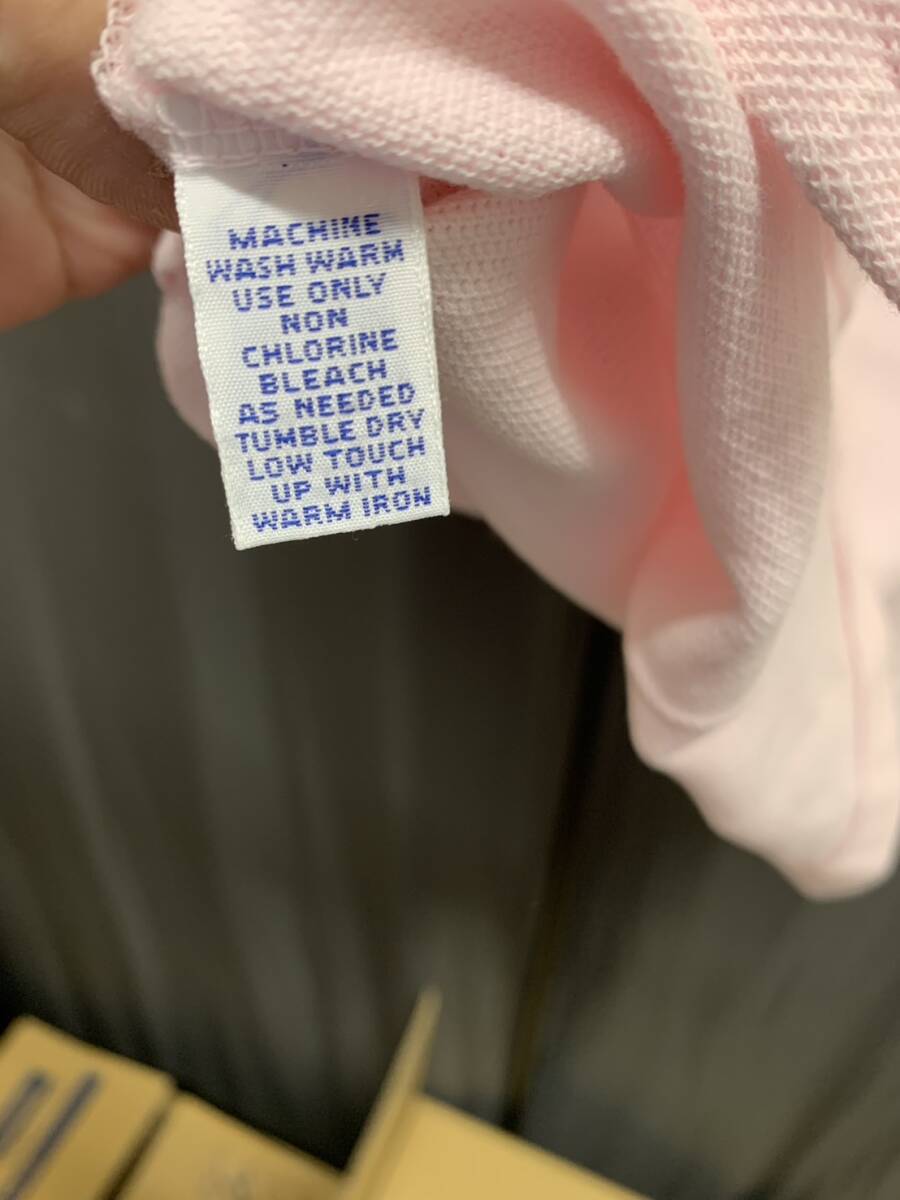 MACHINE
WASH WARM
USE ONLY
NON
CHLORINE
BLEACH
AS NEEDED
TUMBLE DRY
LOW TOUCH
UP WITH
WARM IRON